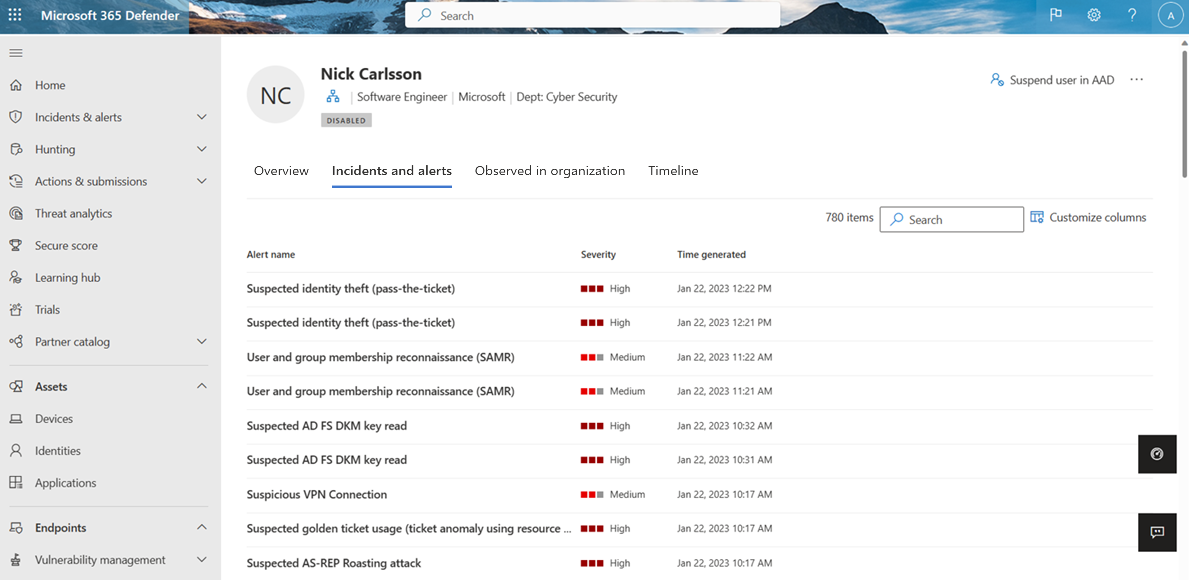 Microsoft 365 Defender
Search
A
Home
Incidents & alerts
Hunting
Actions & submissions
Threat analytics
Secure score
Learning hub
Trials
Partner catalog
Assets
Devices
Identities
Applications
Endpoints
Vulnerability management
NC
Nick Carlsson
Software Engineer | Microsoft | Dept: Cyber Security
DISABLED
Suspend user in AAD ...
Overview Incidents and alerts Observed in organization Timeline
780 items Search Customize columns
Alert name Severity Time generated
Suspected identity theft (pass-the-ticket) High Jan 22, 2023 12:22 PM
Suspected identity theft (pass-the-ticket) High Jan 22, 2023 12:21 PM
User and group membership reconnaissance (SAMR) Medium Jan 22, 2023 11:22 AM
User and group membership reconnaissance (SAMR) Medium Jan 22, 2023 11:21 AM
Suspected AD FS DKM key read High Jan 22, 2023 10:32 AM
Suspected AD FS DKM key read High Jan 22, 2023 10:31 AM
Suspicious VPN Connection Medium Jan 22, 2023 10:17 AM
Suspected golden ticket usage (ticket anomaly using resource ... High Jan 22, 2023 10:17 AM
Suspected AS-REP Roasting attack High Jan 22, 2023 10:17 AM